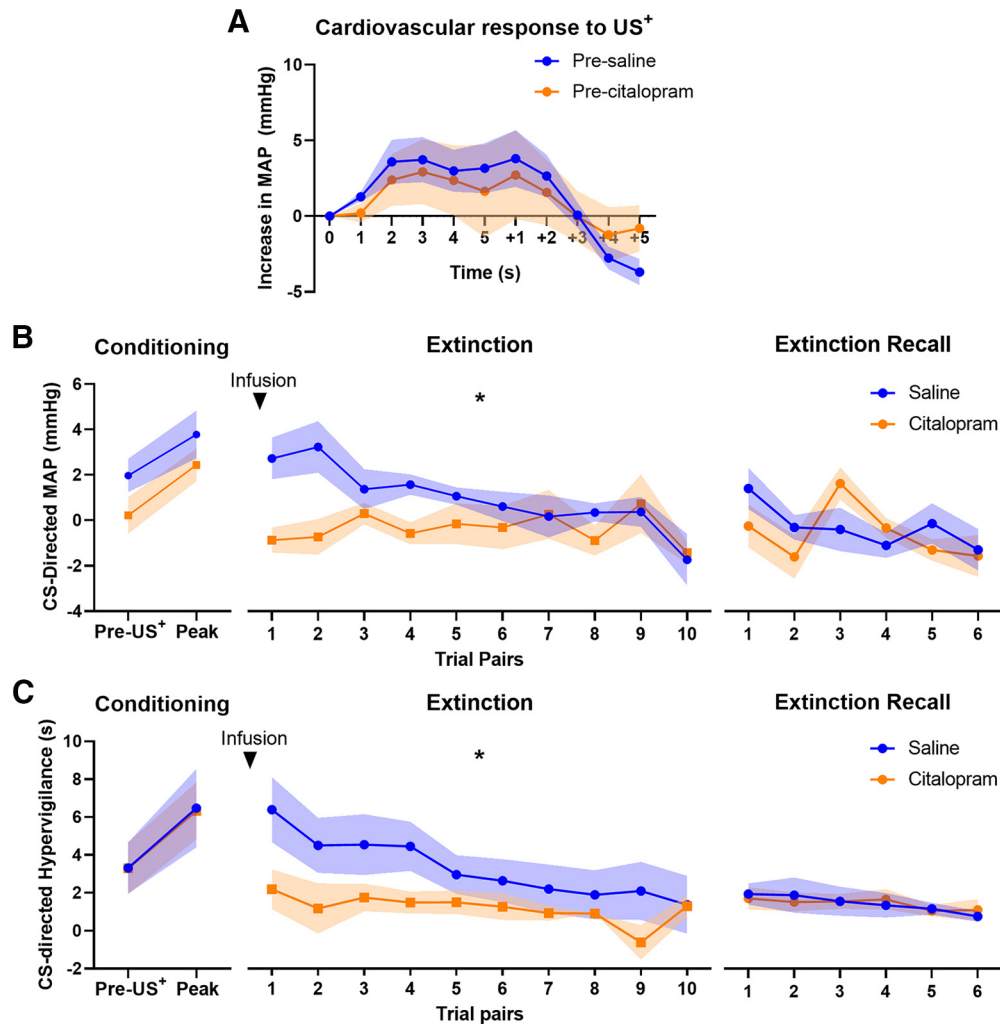 A
Cardiovascular response to US+
Pre-saline
Pre-citalopram
Increase in MAP (mmHg)
10
5
0
-5
0 1 2 3 4 5 +1 +2 +3 +4 +5
Time (s)
B
Conditioning Extinction Extinction Recall
Infusion
*
Saline
Citalopram
CS-Directed MAP (mmHg)
6
4
2
0
-2
-4
Pre-US+ Peak 1 2 3 4 5 6 7 8 9 10 1 2 3 4 5 6
Trial Pairs
C
Conditioning Extinction Extinction Recall
Infusion
*
Saline
Citalopram
CS-directed Hypervigilance (s)
10
8
6
4
2
0
-2
Pre-US+ Peak 1 2 3 4 5 6 7 8 9 10 1 2 3 4 5 6
Trial pairs